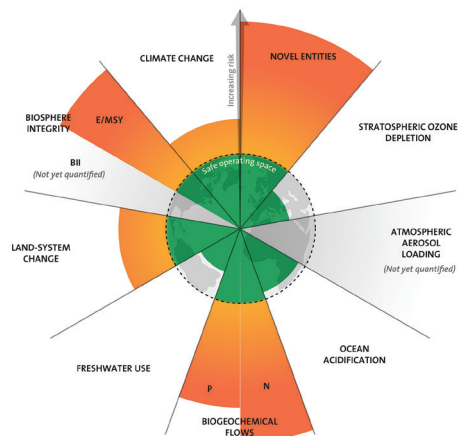 CLIMATE CHANGE
Increasing risk
NOVEL ENTITIES
STRATOSPHERIC OZONE
DEPLETION
ATMOSPHERIC
AEROSOL
LOADING
(Not yet quantified)
OCEAN
ACIDIFICATION
BIOGEOCHEMICAL
FLOWS
P
N
FRESHWATER USE
LAND-SYSTEM
CHANGE
BIOSPHERE
INTEGRITY
E/MSY
BII
(Not yet quantified)
Safe operating space